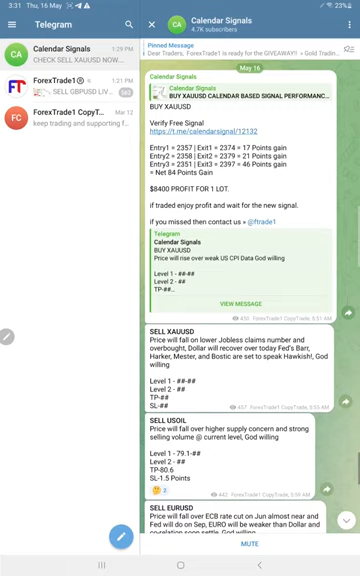 3:31 Thu, May 16
23%
Telegram
Calendar Signals
4.7K subscribers
Calendar Signals 1:29 PM
CHECK SELL XAUUSD NOW...
ForexTrade1® 1:21 PM
SELL GBPUSD LIV...
ForexTrade1 CopyT... Mar 12
keep trading and supporting f...
Pinned Message
Dear Traders, ForexTrade1 is ready for the GIVEAWAY! » Gold Trading...
May 16
Calendar Signals
Calendar Signals
BUY XAUUSD CALENDAR BASED SIGNAL PERFORMANC...
BUY XAUUSD
Verify Free Signal
https://t.me/calendarsignal/12132
Entry1 = 2357 | Exit1 = 2374 = 17 Points gain
Entry2 = 2358 | Exit2 = 2379 = 21 Points Gain
Entry3 = 2351 | Exit3 = 2397 = 46 Points gain
= Net 84 Points Gain
$8400 PROFIT FOR 1 LOT.
if traded enjoy profit and wait for the new signal.
if you missed then contact us » @ftrade1
Telegram
Calendar Signals
BUY XAUUSD
Price will rise over weak US CPI Data God willing
Level 1 - ##-##
Level 2 - ##
TP-##...
VIEW MESSAGE
ForexTrade1 CopyTrade, 5:51 AM
SELL XAUUSD
Price will fall on lower Jobless claims number and
overbought, Dollar will recover over today Fed's Barr,
Harker, Mester, and Bostic are set to speak Hawkish!, God
willing
Level 1 - ##-##
Level 2 - ##
TP-##
SL-##
457 ForexTrade1 CopyTrade, 5:55 AM
SELL USOIL
Price will fall over higher supply concern and strong
selling volume @ current level, God willing
Level 1 - 79.1-##
Level 2 - ##
TP-80.6
SL-1.5 Points
2
ForexTrade1 CopyTrade, 5:59 AM
SELL EURUSD
Price will fall over ECB rate cut on Jun almost near and
Fed will do on Sep, EURO will be weaker than Dollar and
MUTE